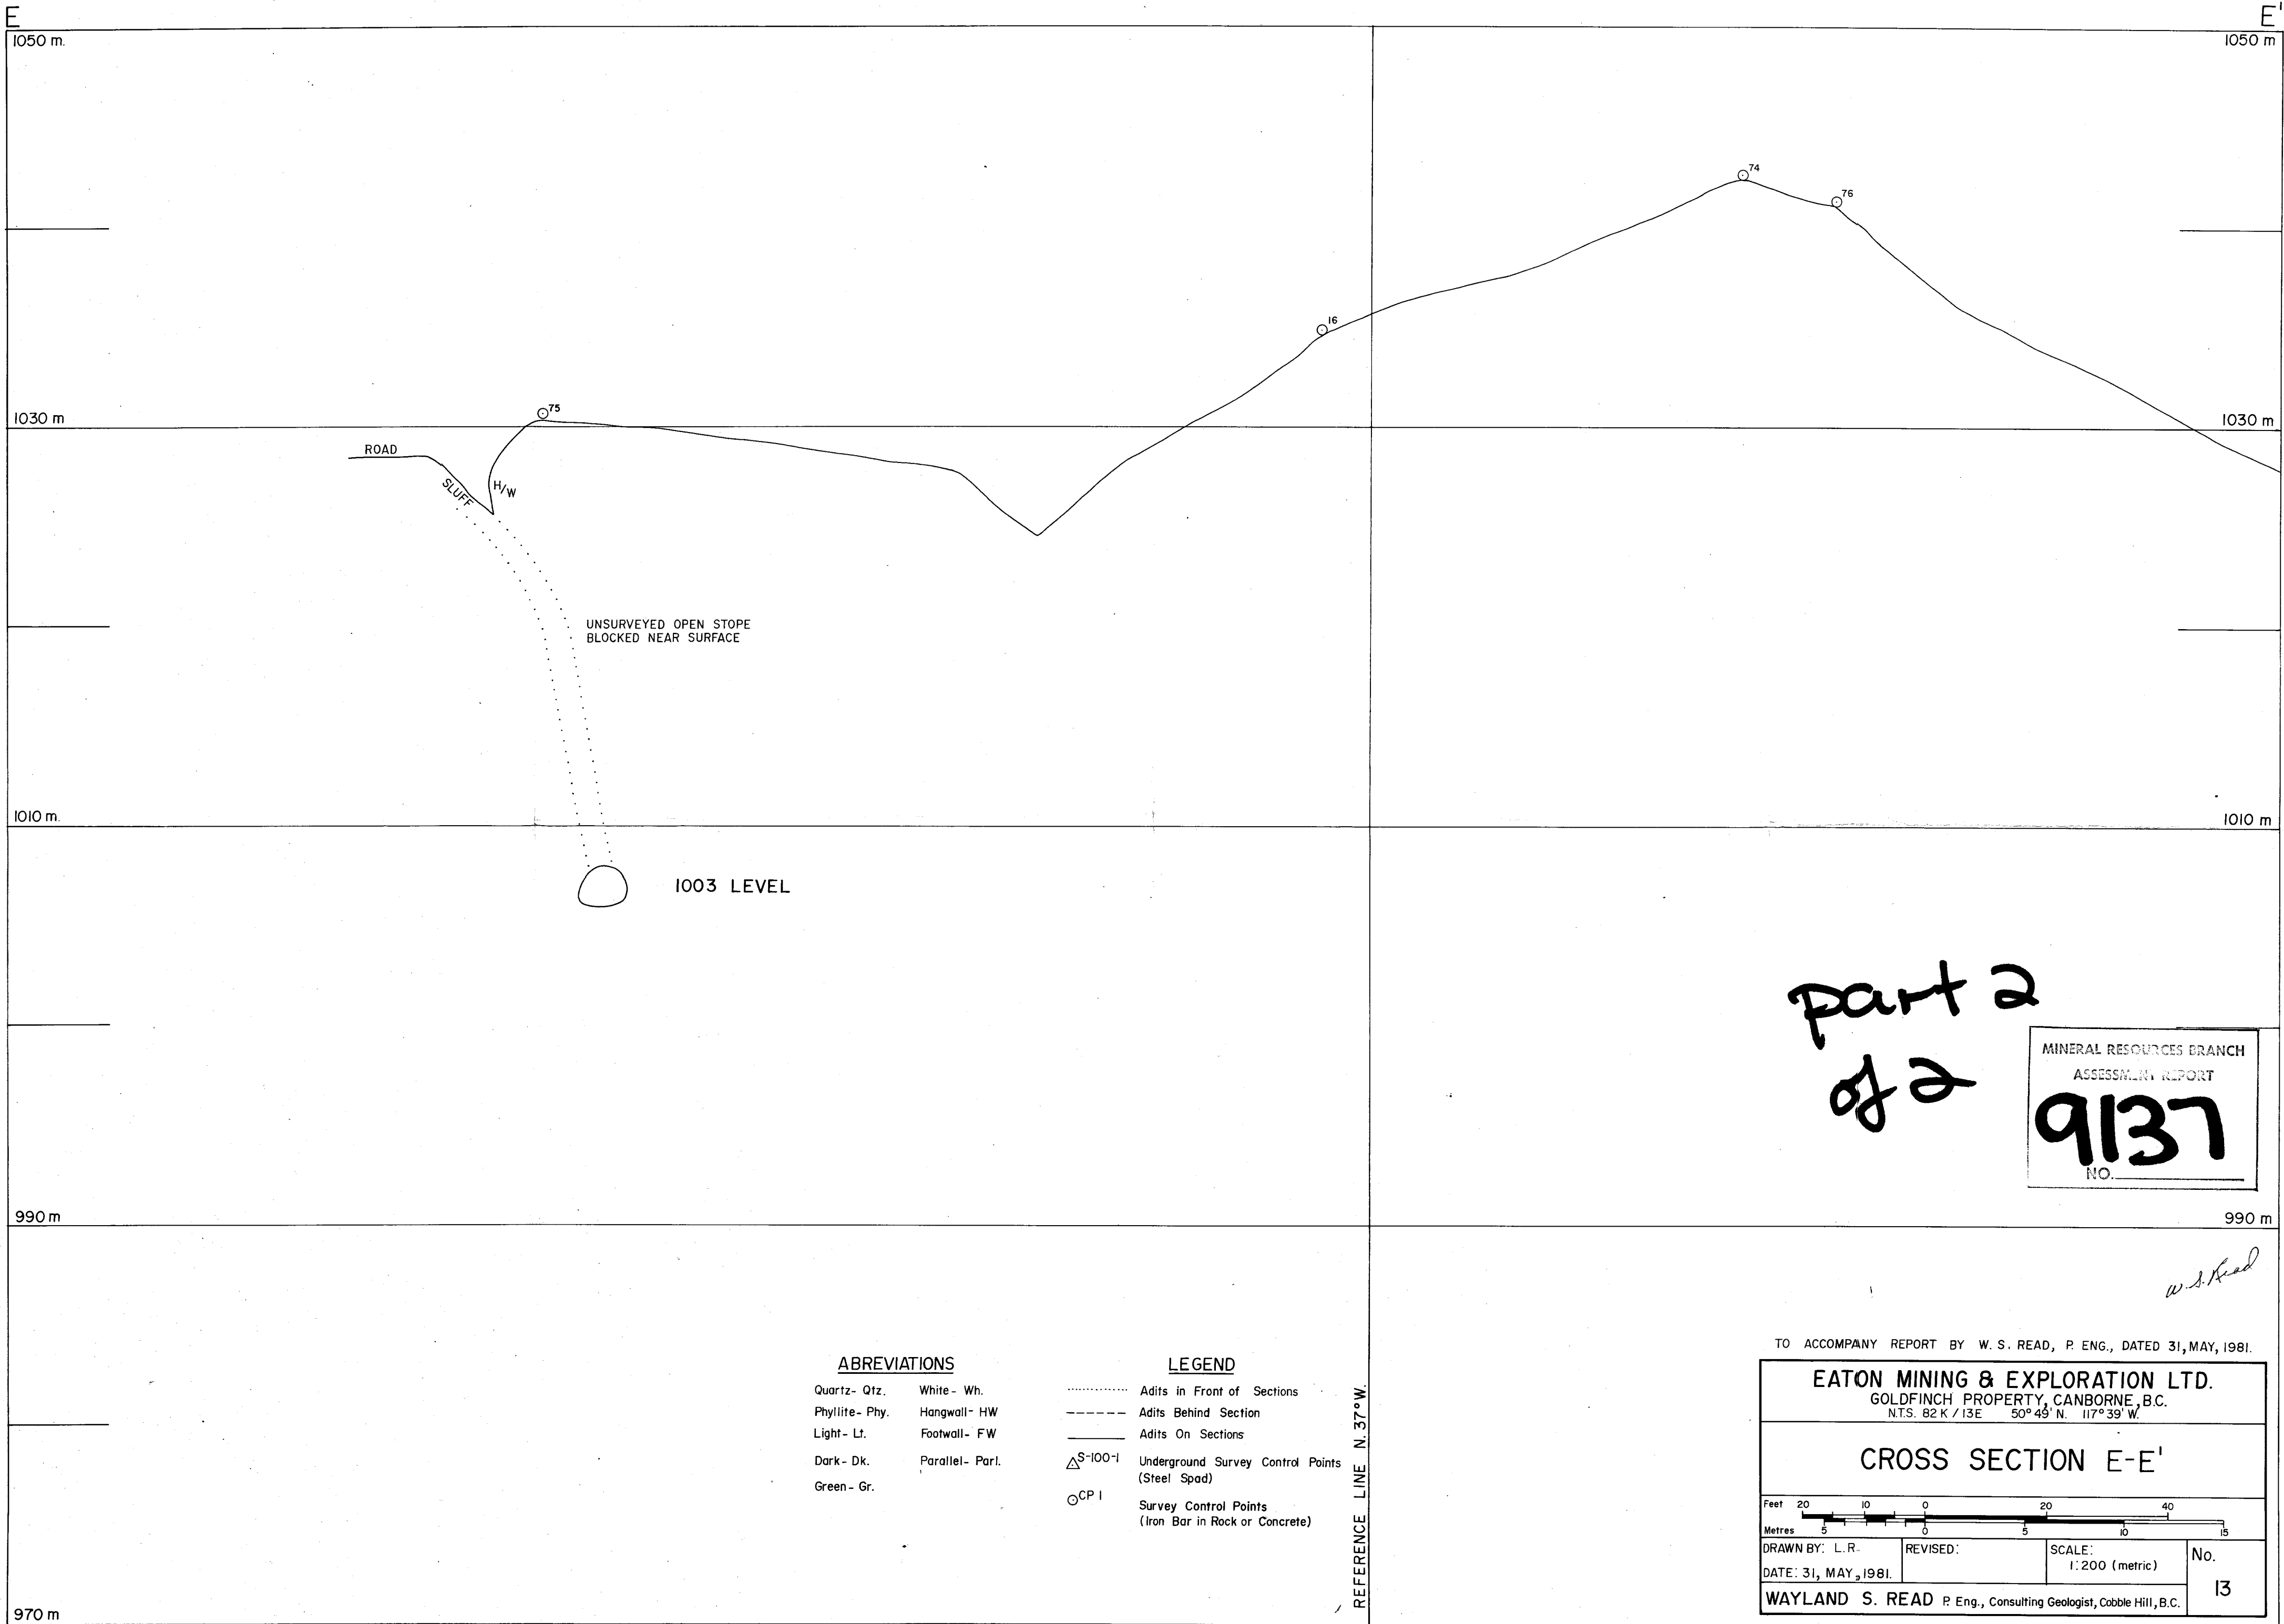 E
E'
1050 m.
1050 m
74
76
16
75
1030 m
1030 m
ROAD
SLUFF
H/W
UNSURVEYED OPEN STOPE
BLOCKED NEAR SURFACE
1010 m.
1010 m
1003 LEVEL
part 2
of 2
MINERAL RESOURCES BRANCH
ASSESSMENT REPORT
9137
NO.
990 m
990 m
W. S. Read
TO ACCOMPANY REPORT BY W. S. READ, P. ENG., DATED 31, MAY, 1981.
ABREVIATIONS
Quartz- Qtz. White - Wh.
Phyllite- Phy. Hangwall- HW
Light- Lt. Footwall- FW
Dark- Dk. Parallel- Parl.
Green- Gr.
LEGEND
Adits in Front of Sections
Adits Behind Section
Adits On Sections
S-100-1 Underground Survey Control Points
(Steel Spad)
CP 1 Survey Control Points
(Iron Bar in Rock or Concrete)
REFERENCE LINE N. 37° W.
EATON MINING & EXPLORATION LTD.
GOLDFINCH PROPERTY, CANBORNE, B.C.
N.T.S. 82 K / 13 E 50° 49' N. 117° 39' W.
CROSS SECTION E-E'
Feet 20 10 0 20 40
Metres 5 0 5 10 15
DRAWN BY: L.R.
REVISED:
SCALE:
1:200 (metric)
No.
13
DATE: 31, MAY, 1981.
WAYLAND S. READ P. Eng., Consulting Geologist, Cobble Hill, B.C.
970 m